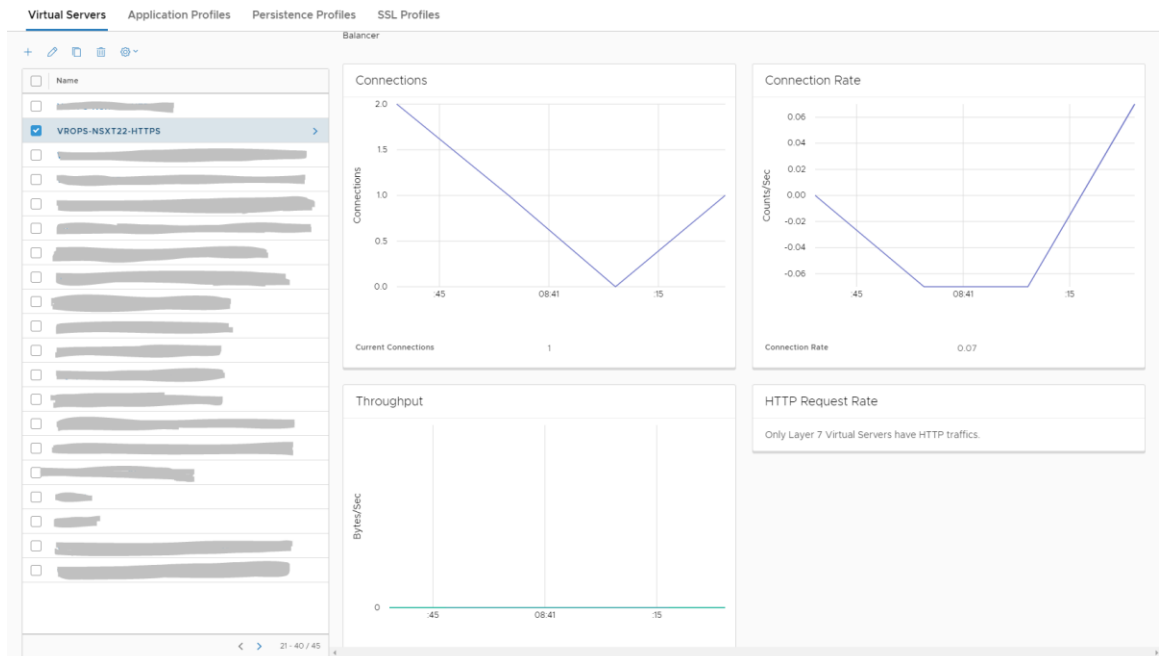 Virtual Servers Application Profiles Persistence Profiles SSL Profiles
Balancer
Name
VROPS-NSXT22-HTTPS
21 - 40 / 45
Connections
2.0
1.5
1.0
0.5
0.0
Connections
:45 08:41 :15
Current Connections 1
Connection Rate
0.06
0.04
0.02
0.00
-0.02
-0.04
-0.06
Counts/Sec
:45 08:41 :15
Connection Rate 0.07
Throughput
Bytes/Sec
0
:45 08:41 :15
HTTP Request Rate
Only Layer 7 Virtual Servers have HTTP traffics.